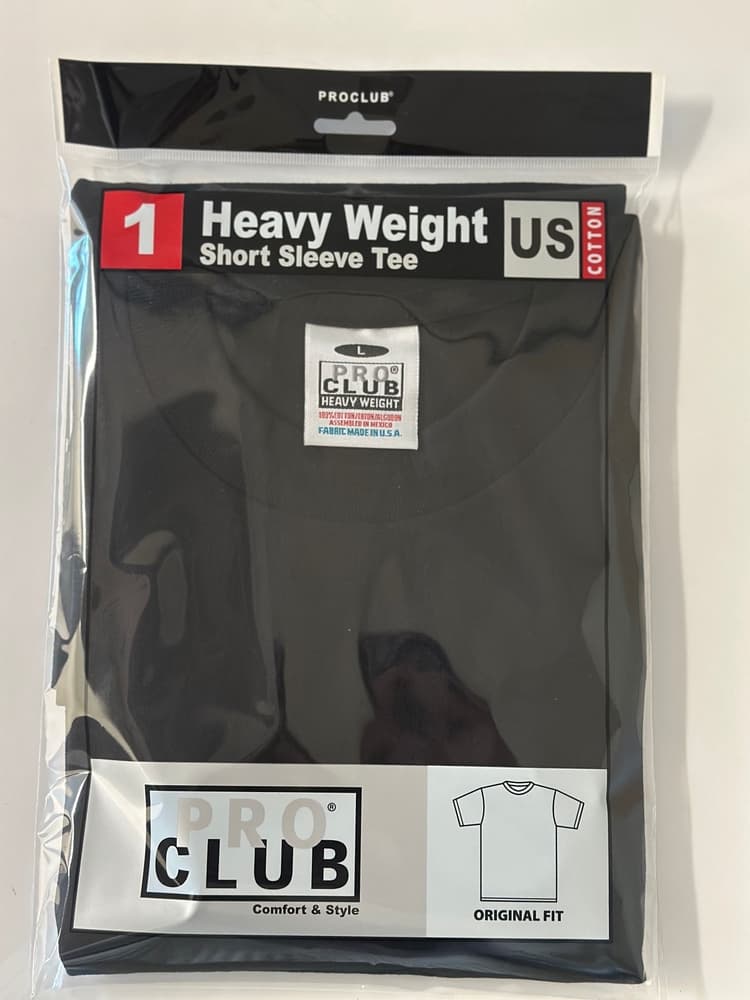 PROCLUB®
1
Heavy Weight
Short Sleeve Tee
US
COTTON
L
PRO®
CLUB
HEAVY WEIGHT
100%COTTON/COTON/ALGODON
ASSEMBLED IN MEXICO
FABRIC MADE IN U.S.A.
PRO®
CLUB
Comfort & Style
ORIGINAL FIT